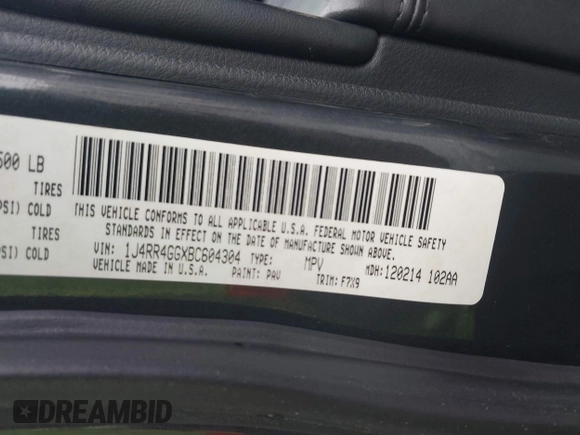 500 LB
TIRES
PSI) COLD
TIRES
SI) COLD
THIS VEHICLE CONFORMS TO ALL APPLICABLE U.S.A. FEDERAL MOTOR VEHICLE SAFETY
STANDARDS IN EFFECT ON THE DATE OF MANUFACTURE SHOWN ABOVE.
VIN: 1J4RR4GGXBC604304 TYPE: MPV MDH: 120214 102AA
VEHICLE MADE IN U.S.A. PAINT: PAV TRIM: F7X9
DREAMBID